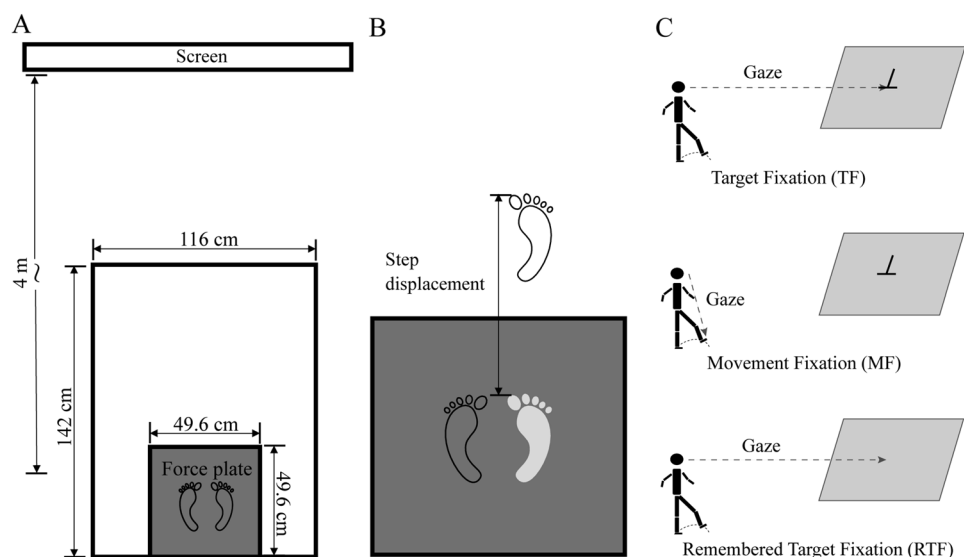 A
Screen
4 m
116 cm
142 cm
49.6 cm
Force plate
49.6 cm
B
Step
displacement
C
Gaze
Target Fixation (TF)
Gaze
Movement Fixation (MF)
Gaze
Remembered Target Fixation (RTF)